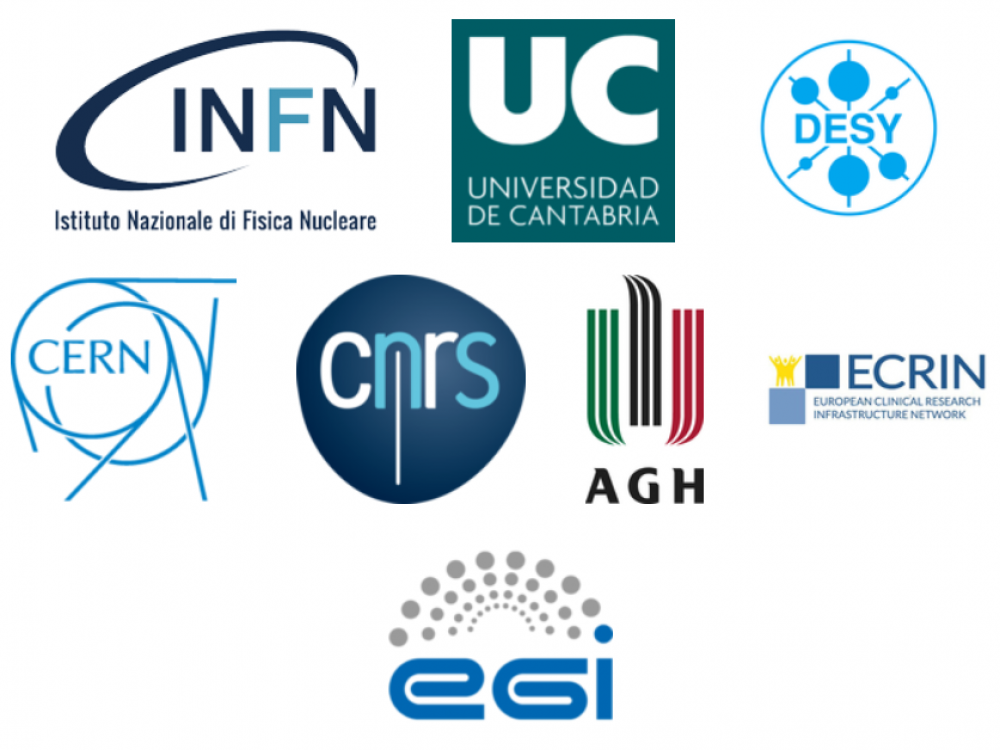 INFN
Istituto Nazionale di Fisica Nucleare
UC
UNIVERSIDAD
DE CANTABRIA
DESY
CERN
cnrs
AGH
ECRIN
EUROPEAN CLINICAL RESEARCH
INFRASTRUCTURE NETWORK
egi